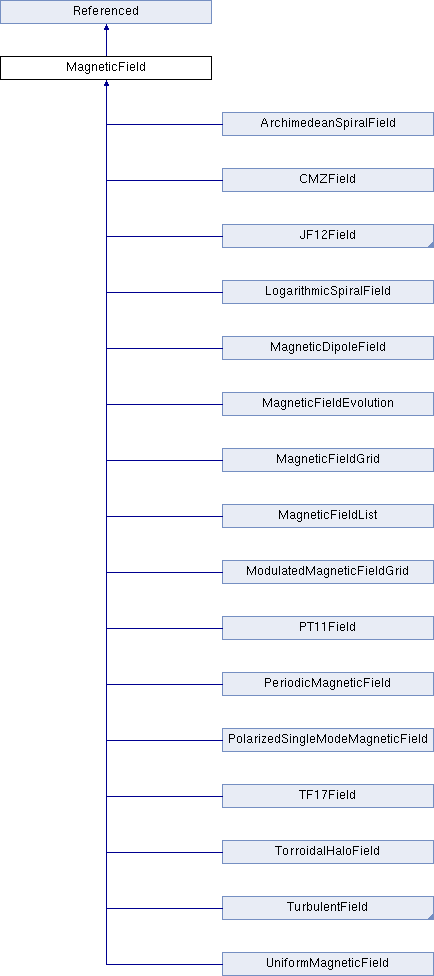 Referenced
MagneticField
ArchimedeanSpiralField
CMZField
JF12Field
LogarithmicSpiralField
MagneticDipoleField
MagneticFieldEvolution
MagneticFieldGrid
MagneticFieldList
ModulatedMagneticFieldGrid
PT11Field
PeriodicMagneticField
PolarizedSingleModeMagneticField
TF17Field
TorroidalHaloField
TurbulentField
UniformMagneticField